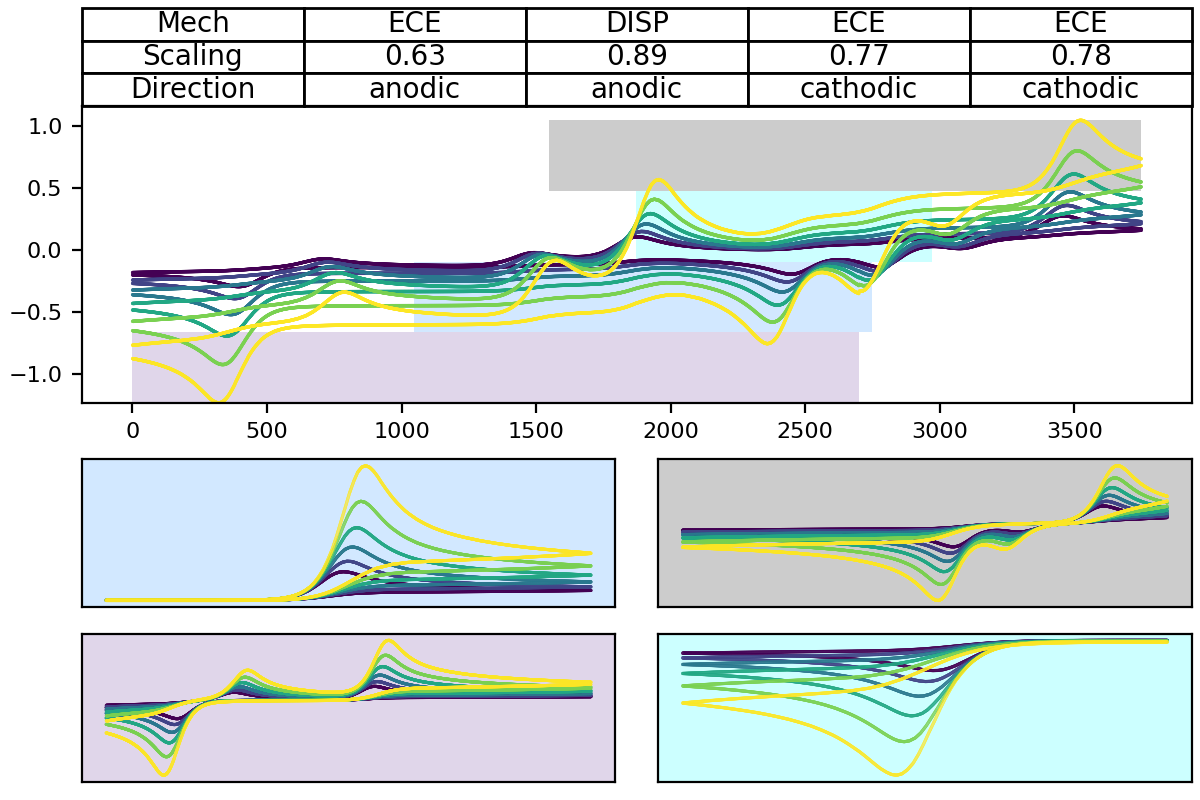 Mech ECE DISP ECE ECE
Scaling 0.63 0.89 0.77 0.78
Direction anodic anodic cathodic cathodic
1.0
0.5
0.0
−0.5
−1.0
0 500 1000 1500 2000 2500 3000 3500